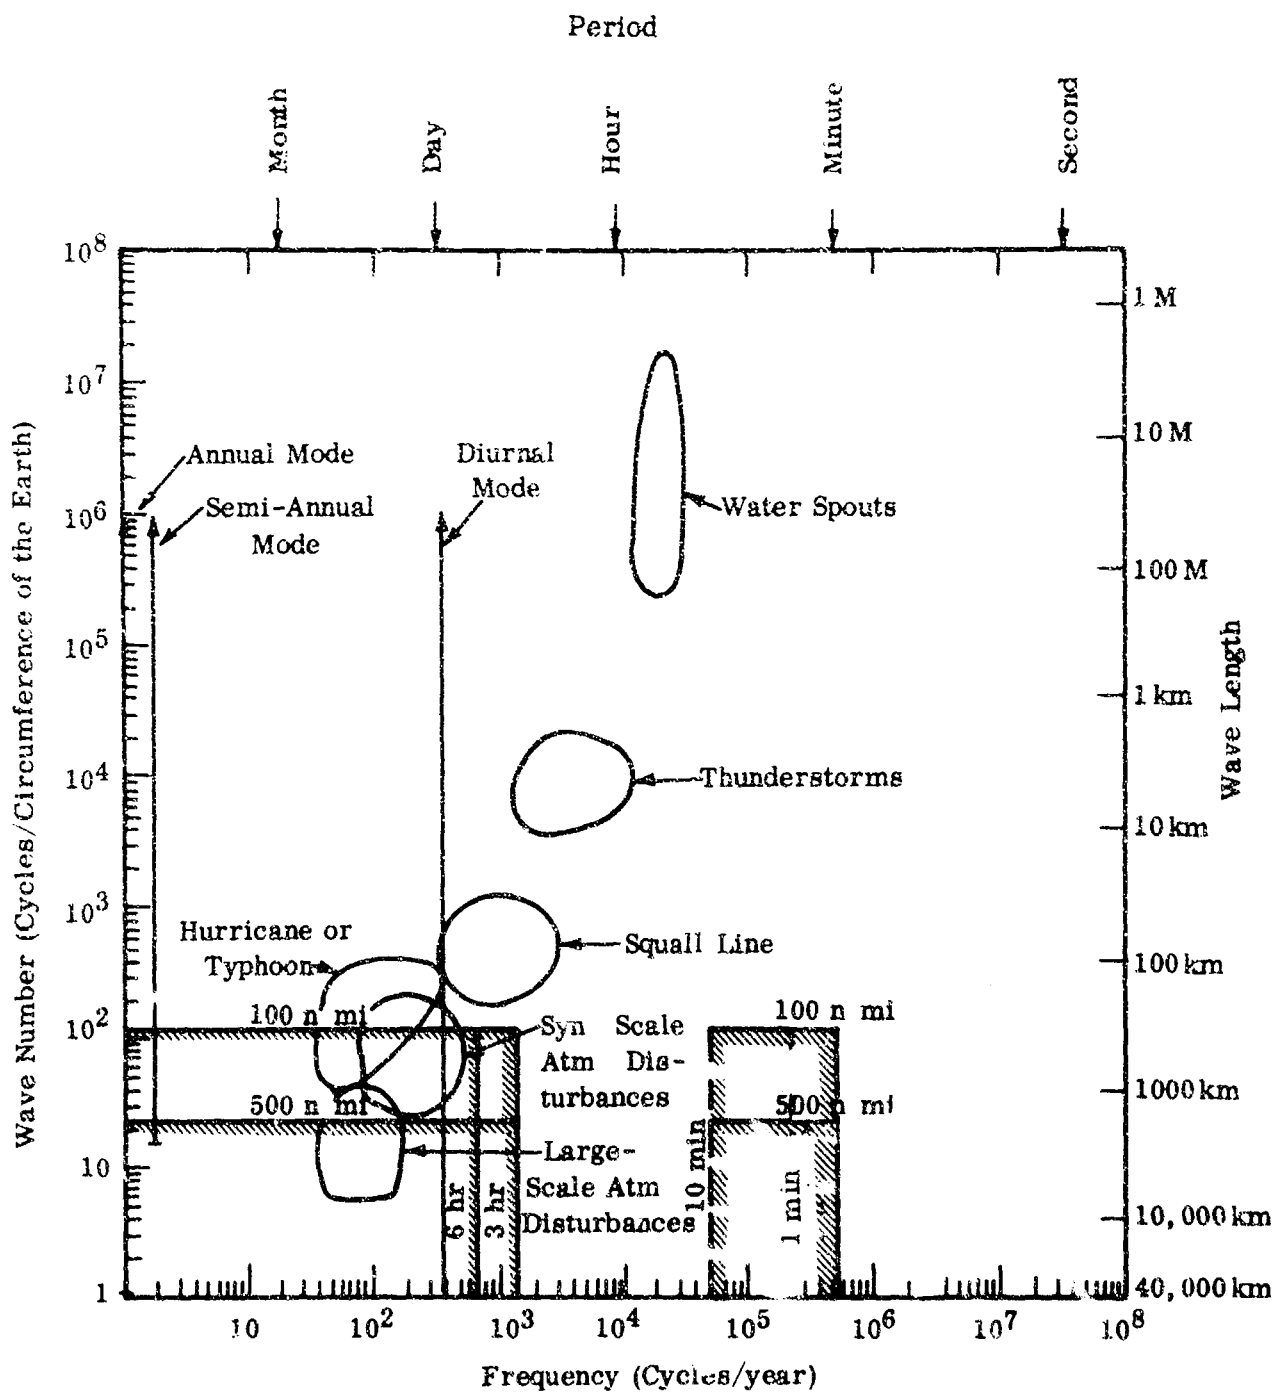 Period
Month
Day
Hour
Minute
Second
10⁸
10⁷
10⁶
10⁵
10⁴
10³
10²
10
1
Wave Number (Cycles/Circumference of the Earth)
1 M
10 M
100 M
1 km
10 km
100 km
1000 km
10,000 km
40,000 km
Wave Length
Annual Mode
Semi-Annual
Mode
Diurnal
Mode
Water Spouts
Thunderstorms
Squall Line
Hurricane or
Typhoon
100 n mi
500 n mi
Syn Scale
Atm Dis-
turbances
Large-
Scale Atm
Disturbances
6 hr
3 hr
10 min
1 min
100 n mi
500 n mi
10
10²
10³
10⁴
10⁵
10⁶
10⁷
10⁸
Frequency (Cycles/year)